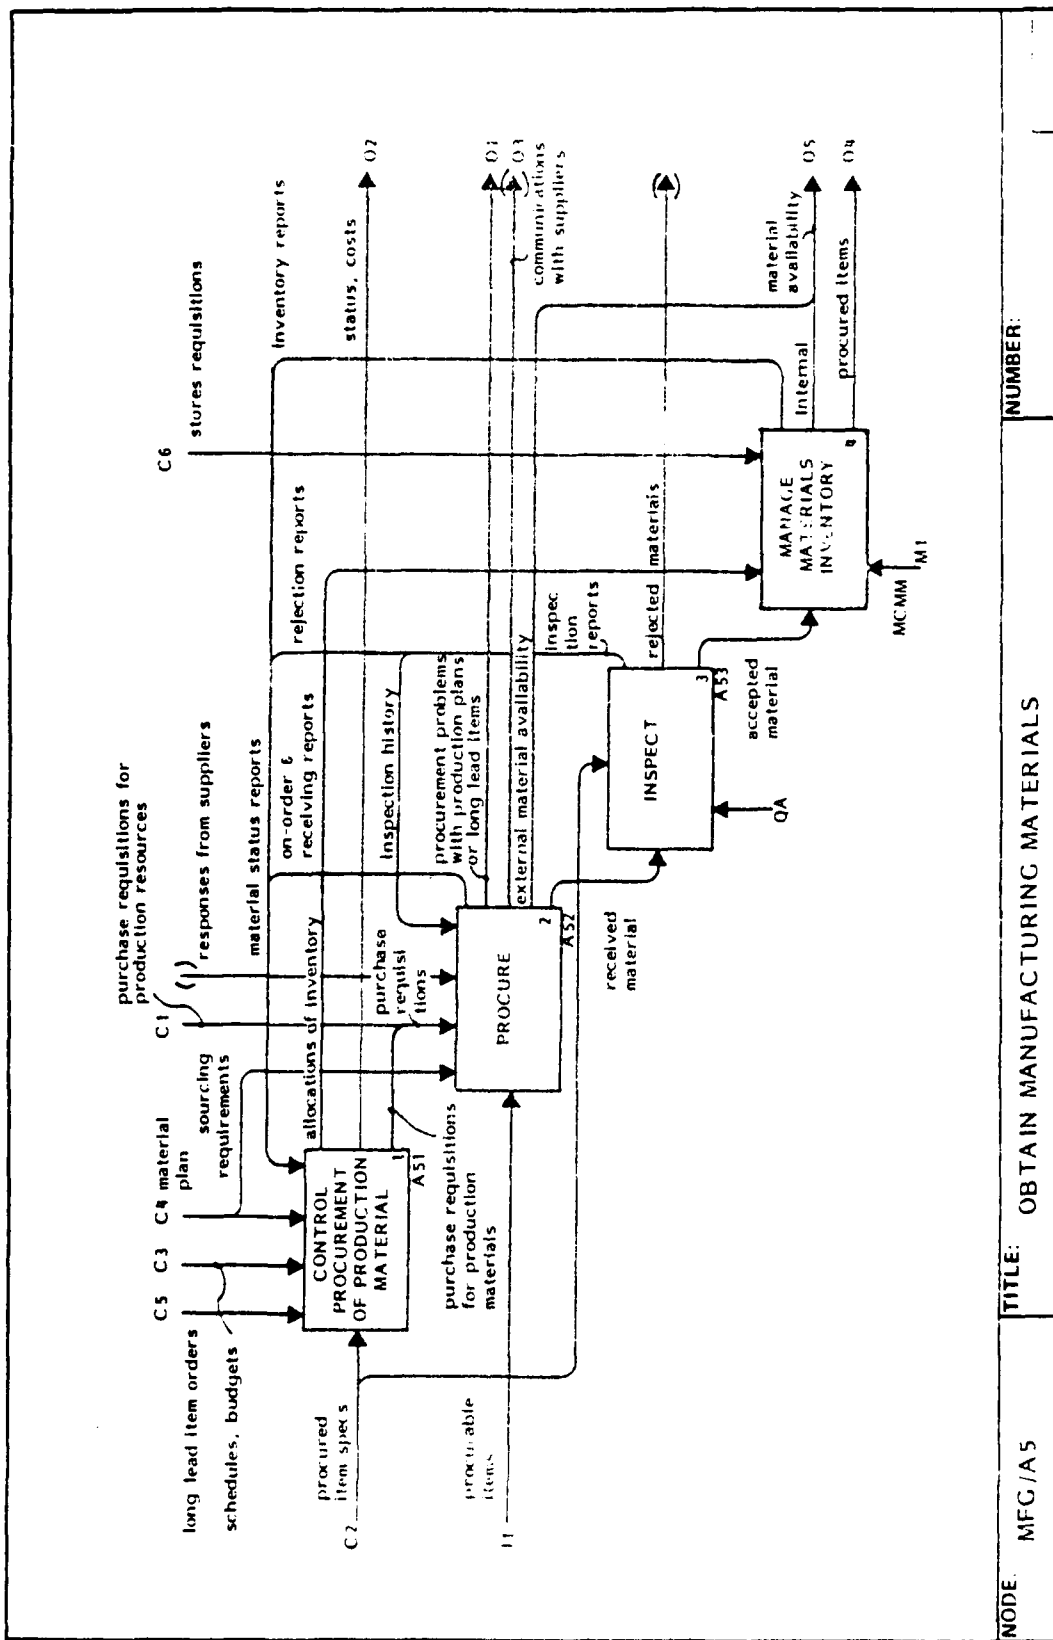 C5
C3
C4 material
plan
C1
purchase requisitions for
production resources
( ) responses from suppliers
C6
stores requisitions
long lead item orders
schedules, budgets
sourcing
requirements
material status reports
on-order &
receiving reports
rejection reports
Inventory reports
allocations of inventory
status, costs
O2
C2
procured
item specs
CONTROL
PROCUREMENT
OF PRODUCTION
MATERIAL
1
A51
purchase
requisi
tions
Inspection history
procurement problems
with production plans
or long lead items
O1
( ) O3
communications
with suppliers
purchase requisitions
for production
materials
procurable
items
I1
PROCURE
2
A52
external material availability
received
material
inspec
tion
reports
rejected materials
( )
INSPECT
3
A53
QA
accepted
material
MANAGE
MATERIALS
INVENTORY
4
MCMM
M1
Internal
material
availability
O5
procured items
O4
NODE:
MFG/A5
TITLE:
OBTAIN MANUFACTURING MATERIALS
NUMBER: